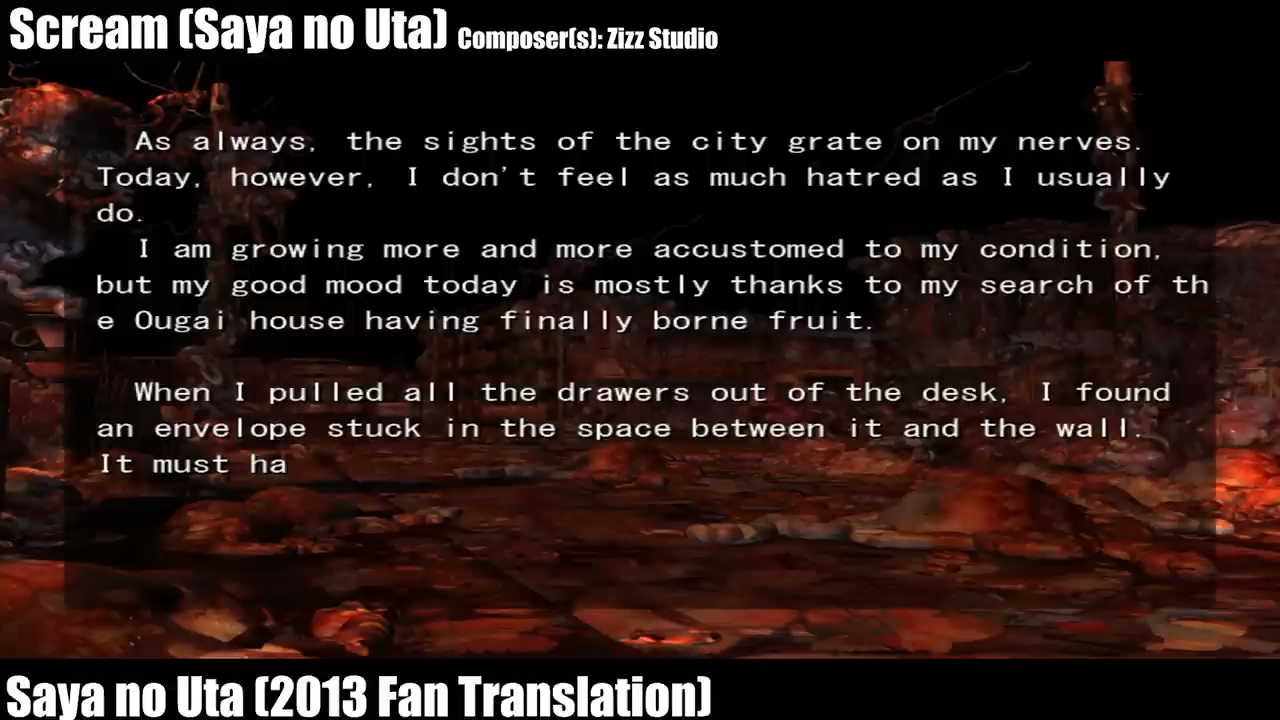 Scream (Saya no Uta) Composer(s): Zizz Studio
As always, the sights of the city grate on my nerves.
Today, however, I don't feel as much hatred as I usually
do.
I am growing more and more accustomed to my condition,
but my good mood today is mostly thanks to my search of th
e Ougai house having finally borne fruit.
When I pulled all the drawers out of the desk, I found
an envelope stuck in the space between it and the wall.
It must ha
Saya no Uta (2013 Fan Translation)